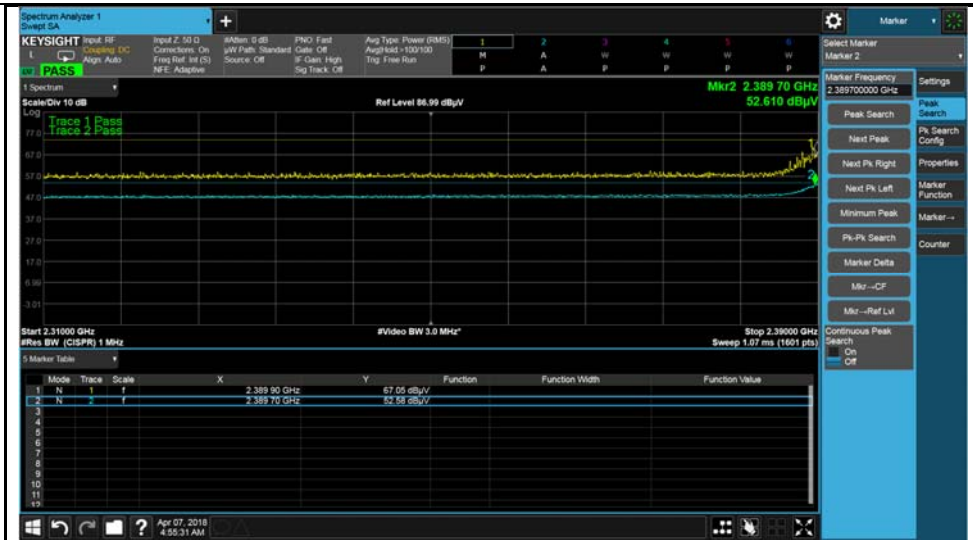 Spectrum Analyzer 1
Swept SA
+
Marker
KEYSIGHT
L
PASS
Input: RF
Coupling: DC
Align: Auto
Input Z: 50 Ω
Corrections: On
Freq Ref: Int (S)
NFE: Adaptive
#Atten: 0 dB
µW Path: Standard
Source: Off
PNO: Fast
Gate: Off
IF Gain: High
Sig Track: Off
Avg Type: Power (RMS)
Avg|Hold: >100/100
Trig: Free Run
1 2 3 4 5 6
M A W W W W
P A P P P P
Select Marker
Marker 2
1 Spectrum
Scale/Div 10 dB
Log
Ref Level 86.99 dBµV
Mkr2 2.389 70 GHz
52.610 dBµV
Trace 1 Pass
Trace 2 Pass
77.0
67.0
57.0
47.0
37.0
27.0
17.0
6.99
-3.01
1
2
Start 2.31000 GHz
#Res BW (CISPR) 1 MHz
#Video BW 3.0 MHz*
Stop 2.39000 GHz
Sweep 1.07 ms (1601 pts)
Marker Frequency
2.389700000 GHz
Peak Search
Next Peak
Next Pk Right
Next Pk Left
Minimum Peak
Pk-Pk Search
Marker Delta
Mkr→CF
Mkr→Ref Lvl
Continuous Peak
Search
On
Off
Settings
Peak
Search
Pk Search
Config
Properties
Marker
Function
Marker→
Counter
5 Marker Table
Mode Trace Scale X Y Function Function Width Function Value
1 N 1 f 2.389 90 GHz 67.05 dBµV
2 N 2 f 2.389 70 GHz 52.58 dBµV
3
4
5
6
7
8
9
10
11
12
?
Apr 07, 2018
4:55:31 AM